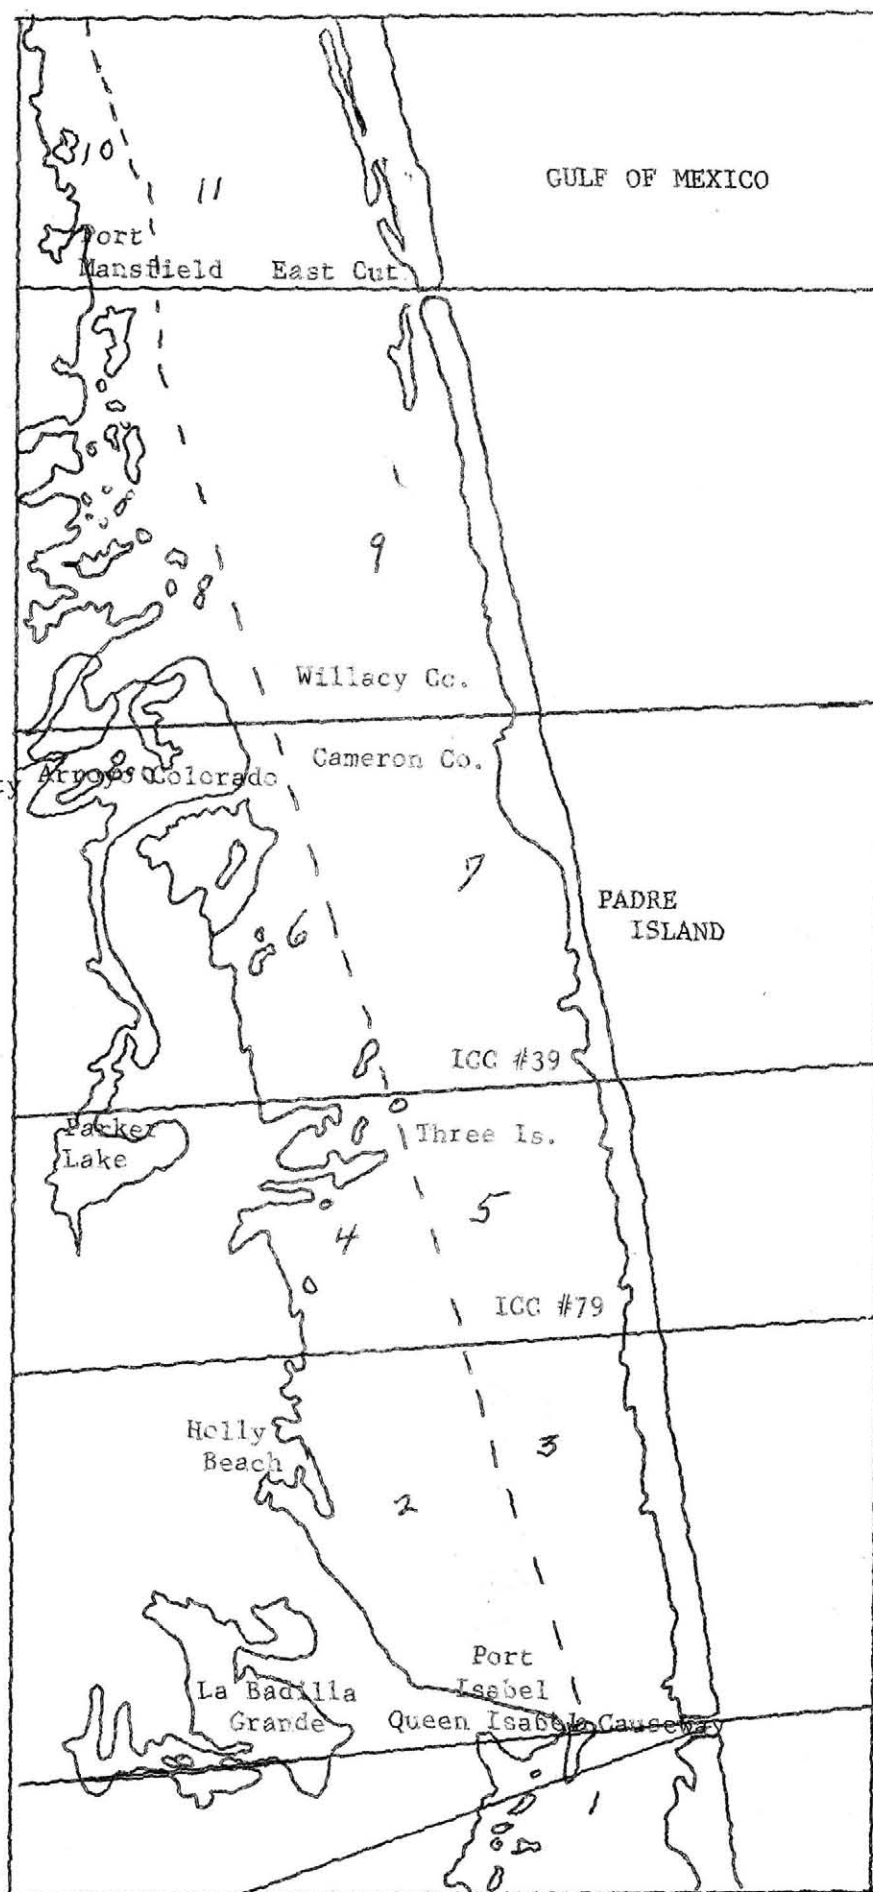 10
11
GULF OF MEXICO
Port
Mansfield
East Cut
8
9
Willacy Co.
Cameron Co.
Arroyo Colorado
7
PADRE
ISLAND
6
ICC #39
Parker
Lake
Three Is.
5
4
ICC #79
Holly
Beach
3
2
Port
Isabel
La Badilla
Grande
Queen Isabel Causeway
1